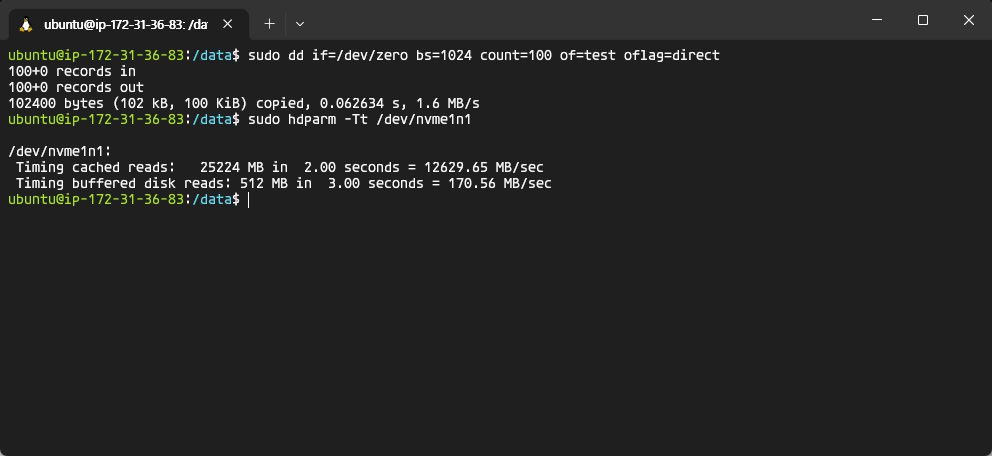 ubuntu@ip-172-31-36-83: /da
ubuntu@ip-172-31-36-83:/data$ sudo dd if=/dev/zero bs=1024 count=100 of=test oflag=direct
100+0 records in
100+0 records out
102400 bytes (102 kB, 100 KiB) copied, 0.062634 s, 1.6 MB/s
ubuntu@ip-172-31-36-83:/data$ sudo hdparm -Tt /dev/nvme1n1
/dev/nvme1n1:
 Timing cached reads:   25224 MB in  2.00 seconds = 12629.65 MB/sec
 Timing buffered disk reads: 512 MB in  3.00 seconds = 170.56 MB/sec
ubuntu@ip-172-31-36-83:/data$